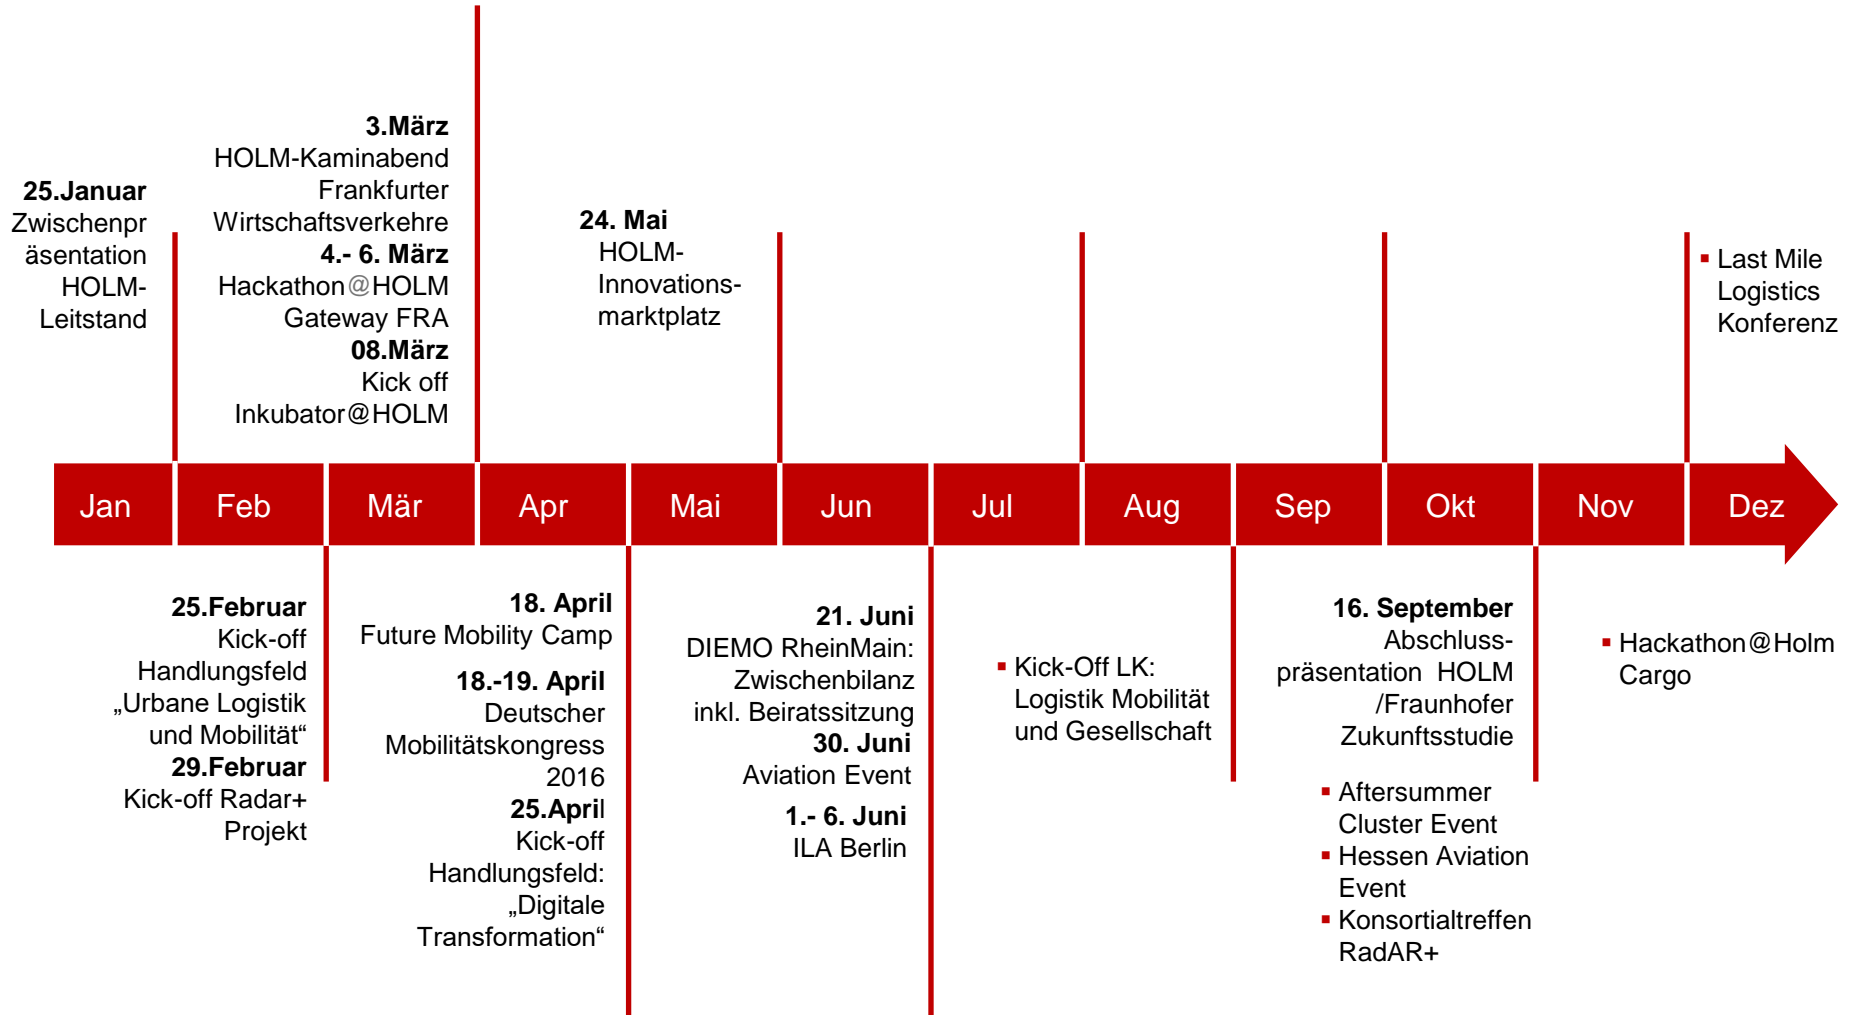 25.Januar
Zwischenpr
äsentation
HOLM-
Leitstand
3.März
HOLM-Kaminabend
Frankfurter
Wirtschaftsverkehre
4.- 6. März
Hackathon@HOLM
Gateway FRA
08.März
Kick off
Inkubator@HOLM
24. Mai
HOLM-
Innovations-
marktplatz
▪ Last Mile
Logistics
Konferenz
Jan
Feb
Mär
Apr
Mai
Jun
Jul
Aug
Sep
Okt
Nov
Dez
25.Februar
Kick-off
Handlungsfeld
„Urbane Logistik
und Mobilität“
29.Februar
Kick-off Radar+
Projekt
18. April
Future Mobility Camp
18.-19. April
Deutscher
Mobilitätskongress
2016
25.April
Kick-off
Handlungsfeld:
„Digitale
Transformation“
21. Juni
DIEMO RheinMain:
Zwischenbilanz
inkl. Beiratssitzung
30. Juni
Aviation Event
1.- 6. Juni
ILA Berlin
▪ Kick-Off LK:
Logistik Mobilität
und Gesellschaft
16. September
Abschluss-
präsentation HOLM
/Fraunhofer
Zukunftsstudie
▪ Aftersummer
Cluster Event
▪ Hessen Aviation
Event
▪ Konsortialtreffen
RadAR+
▪ Hackathon@Holm
Cargo